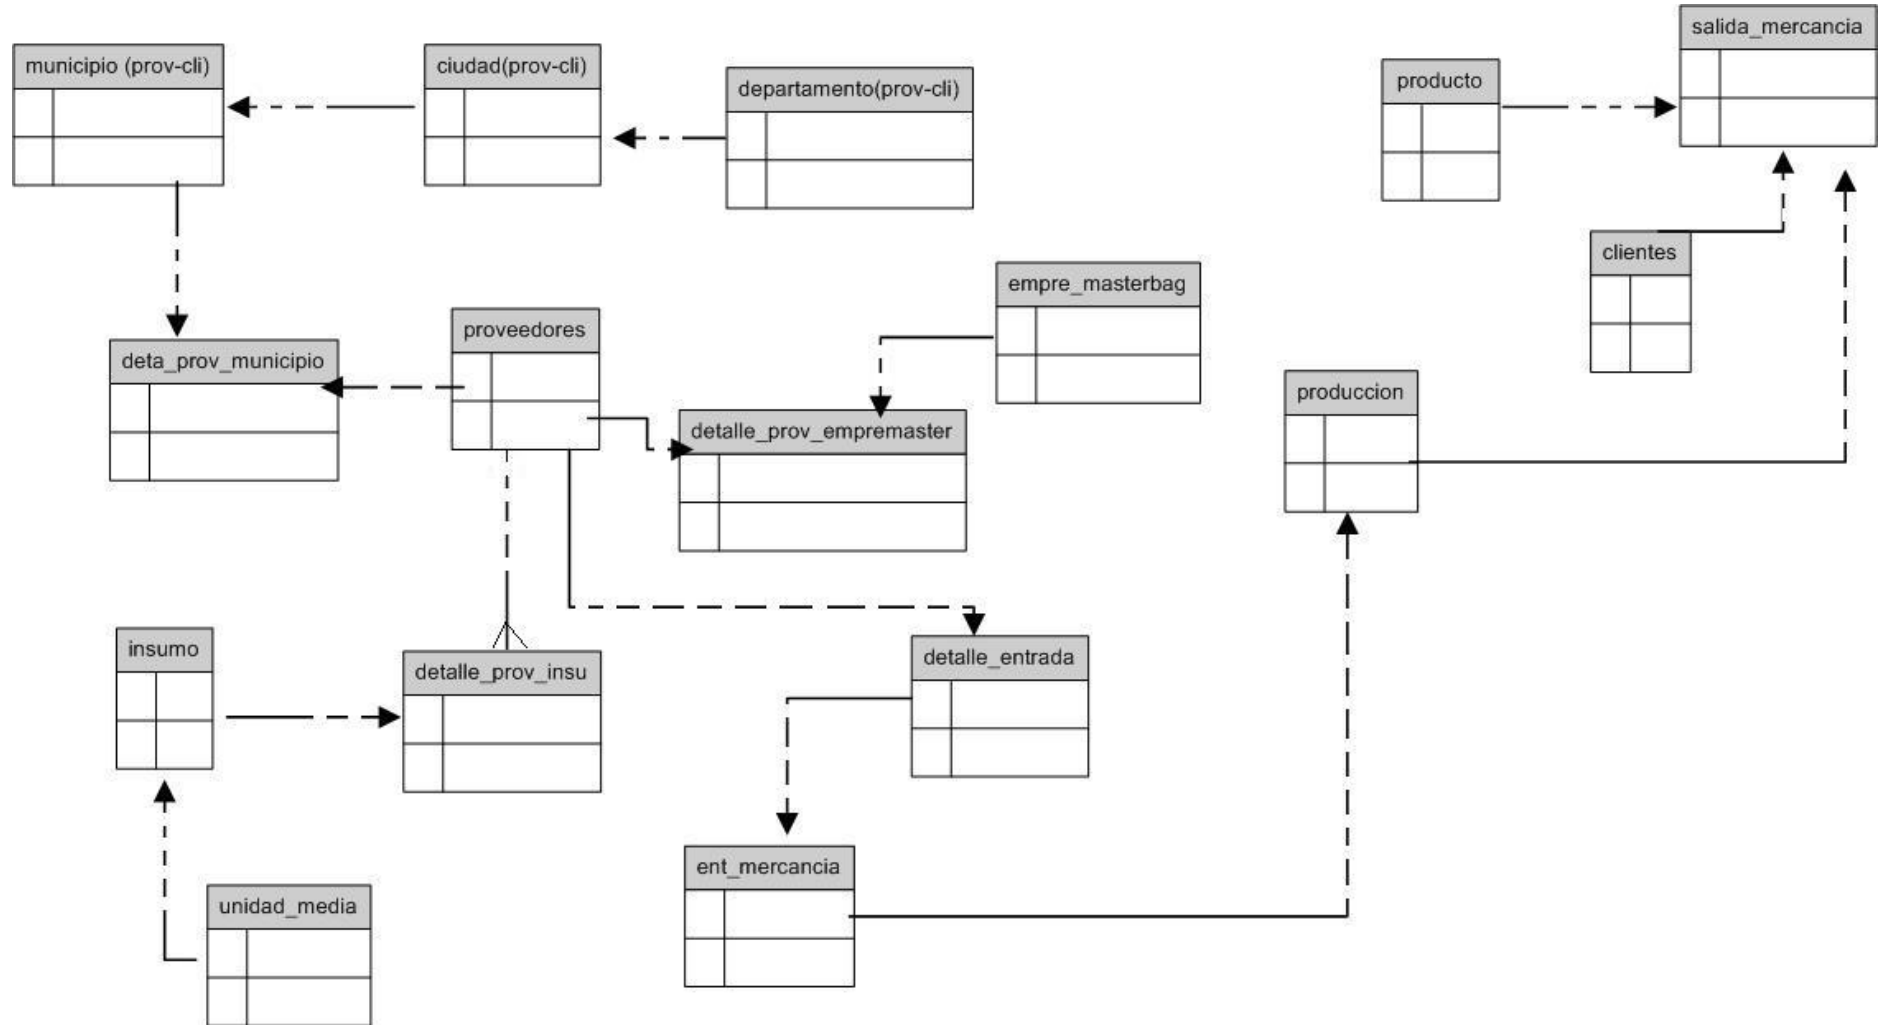 municipio (prov-cli)
ciudad(prov-cli)
departamento(prov-cli)
producto
salida_mercancia
clientes
empre_masterbag
proveedores
deta_prov_municipio
produccion
detalle_prov_empremaster
insumo
detalle_prov_insu
detalle_entrada
ent_mercancia
unidad_media